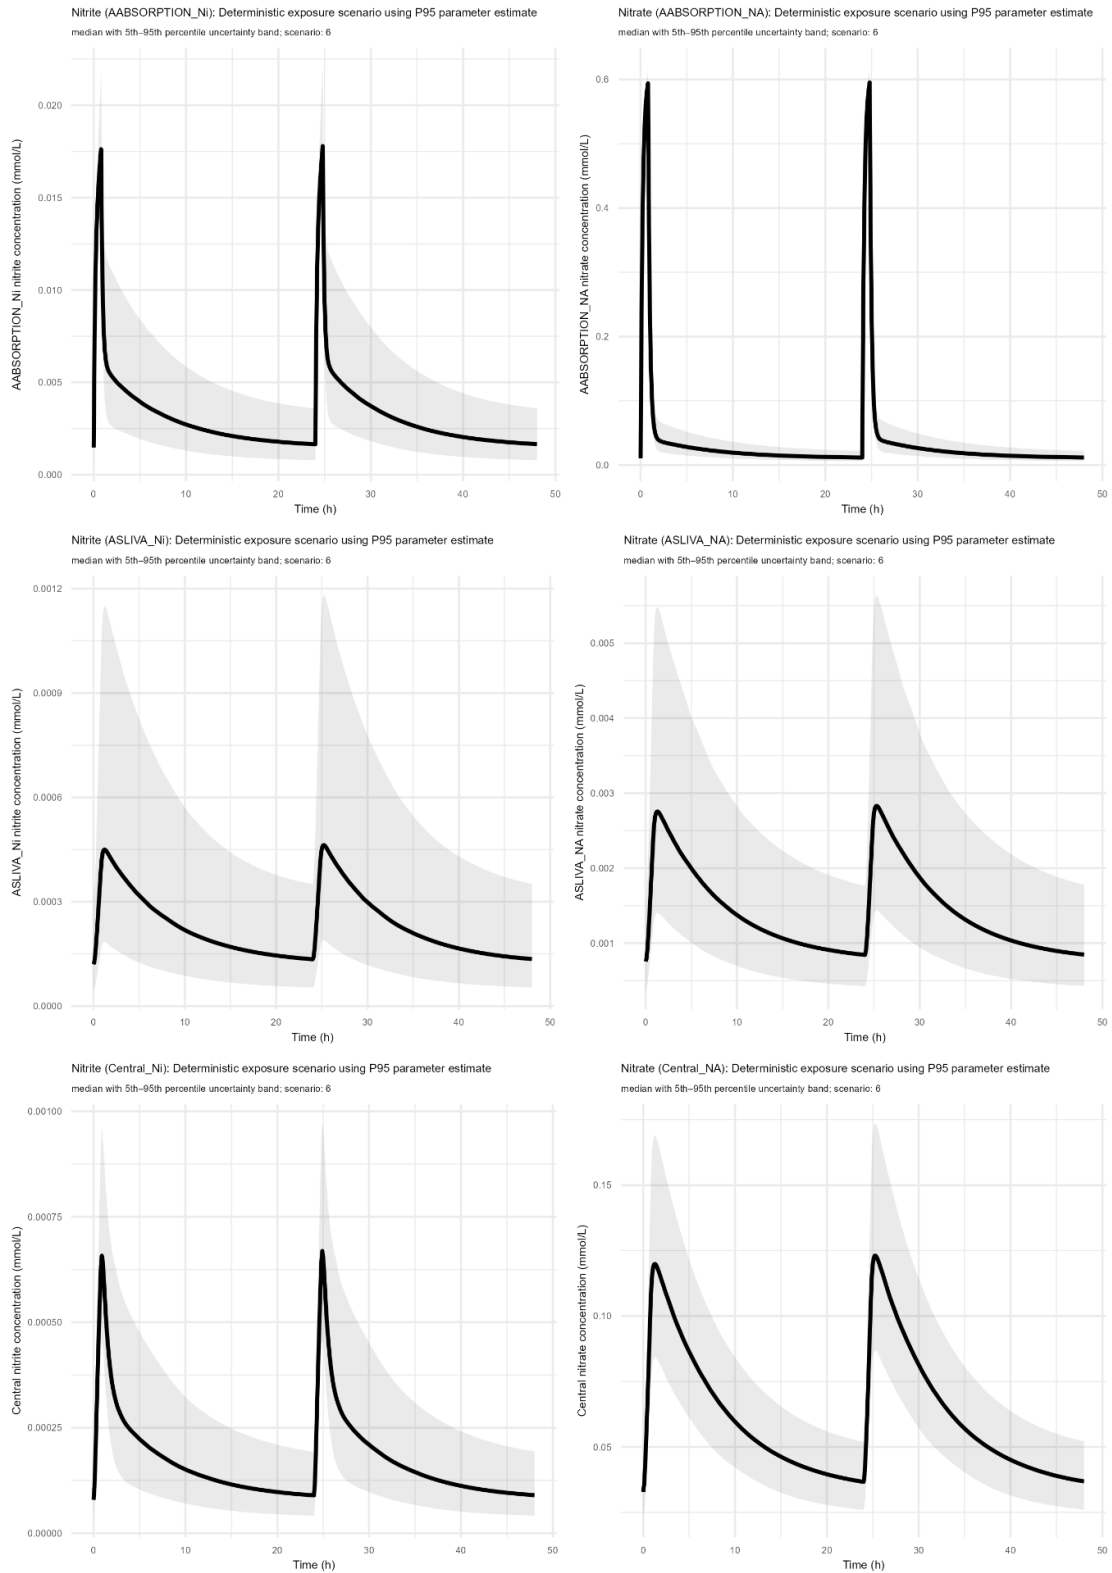 Nitrite (AABSORPTION_Ni): Deterministic exposure scenario using P95 parameter estimate
median with 5th–95th percentile uncertainty band; scenario: 6
AABSORPTION_Ni nitrite concentration (mmol/L)
0.020
0.015
0.010
0.005
0.000
0
10
20
30
40
50
Time (h)
Nitrate (AABSORPTION_NA): Deterministic exposure scenario using P95 parameter estimate
median with 5th–95th percentile uncertainty band; scenario: 6
AABSORPTION_NA nitrate concentration (mmol/L)
0.6
0.4
0.2
0.0
0
10
20
30
40
50
Time (h)
Nitrite (ASLIVA_Ni): Deterministic exposure scenario using P95 parameter estimate
median with 5th–95th percentile uncertainty band; scenario: 6
ASLIVA_Ni nitrite concentration (mmol/L)
0.0012
0.0009
0.0006
0.0003
0.0000
0
10
20
30
40
50
Time (h)
Nitrate (ASLIVA_NA): Deterministic exposure scenario using P95 parameter estimate
median with 5th–95th percentile uncertainty band; scenario: 6
ASLIVA_NA nitrate concentration (mmol/L)
0.005
0.004
0.003
0.002
0.001
0
10
20
30
40
50
Time (h)
Nitrite (Central_Ni): Deterministic exposure scenario using P95 parameter estimate
median with 5th–95th percentile uncertainty band; scenario: 6
Central nitrite concentration (mmol/L)
0.00100
0.00075
0.00050
0.00025
0.00000
0
10
20
30
40
50
Time (h)
Nitrate (Central_NA): Deterministic exposure scenario using P95 parameter estimate
median with 5th–95th percentile uncertainty band; scenario: 6
Central nitrate concentration (mmol/L)
0.15
0.10
0.05
0
10
20
30
40
50
Time (h)